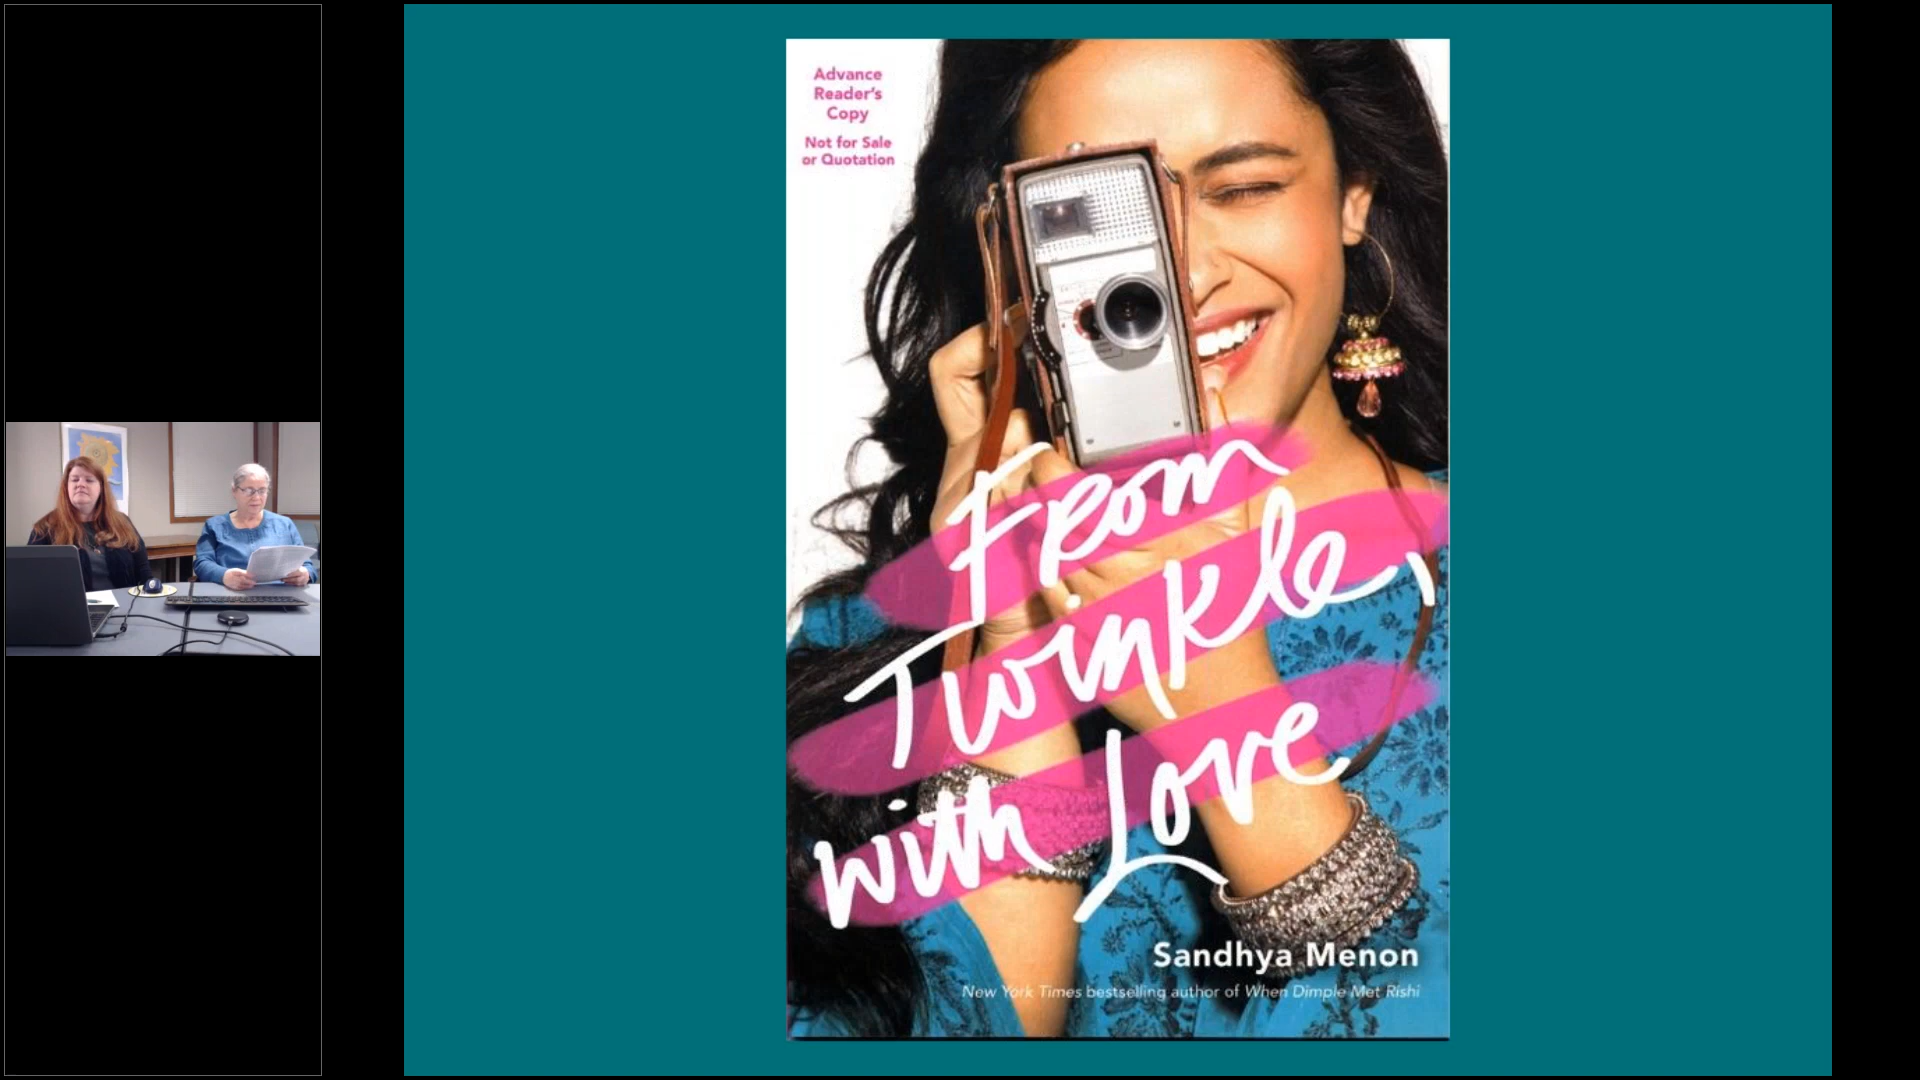 Advance
Reader's
Copy
Not for Sale
or Quotation
From
Twinkle,
with Love
Sandhya Menon
New York Times bestselling author of When Dimple Met Rishi